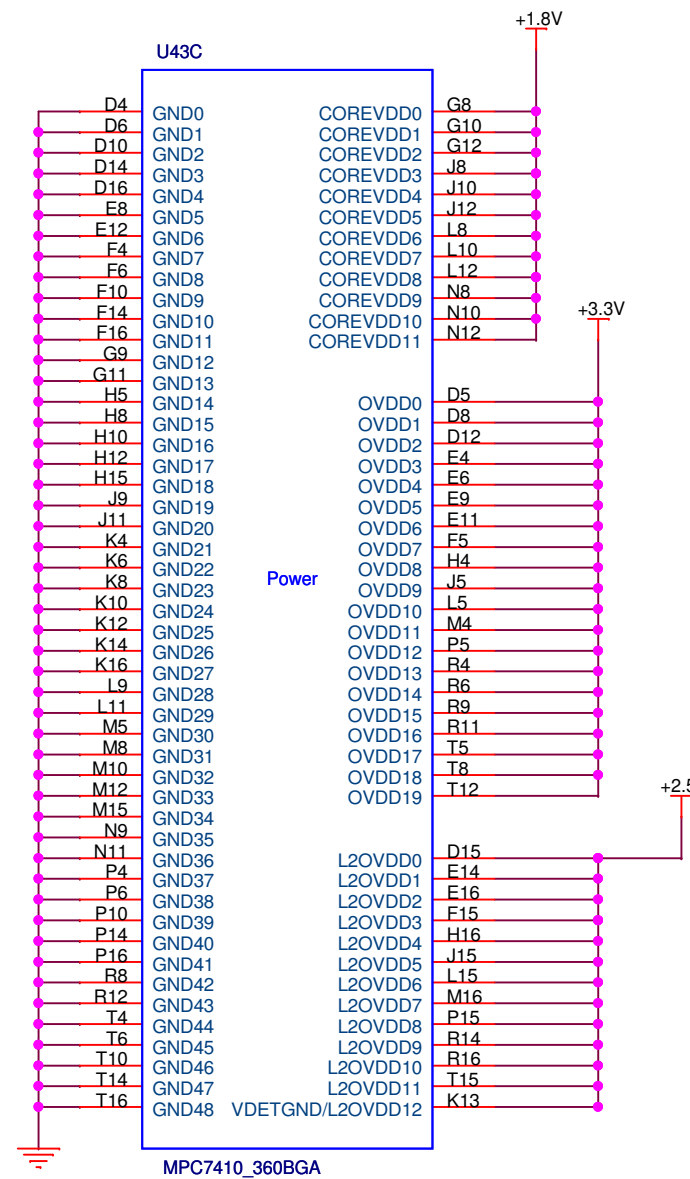 +1.8V
U43C
D4 GND0 COREVDD0 G8
D6 GND1 COREVDD1 G10
D10 GND2 COREVDD2 G12
D14 GND3 COREVDD3 J8
D16 GND4 COREVDD4 J10
E8 GND5 COREVDD5 J12
E12 GND6 COREVDD6 L8
F4 GND7 COREVDD7 L10
F6 GND8 COREVDD8 L12
F10 GND9 COREVDD9 N8
F14 GND10 COREVDD10 N10
F16 GND11 COREVDD11 N12
+3.3V
G9 GND12
G11 GND13
H5 GND14 OVDD0 D5
H8 GND15 OVDD1 D8
H10 GND16 OVDD2 D12
H12 GND17 OVDD3 E4
H15 GND18 OVDD4 E6
J9 GND19 OVDD5 E9
J11 GND20 OVDD6 E11
K4 GND21 OVDD7 F5
K6 GND22 OVDD8 H4
K8 GND23 OVDD9 J5
Power
K10 GND24 OVDD10 L5
K12 GND25 OVDD11 M4
K14 GND26 OVDD12 P5
K16 GND27 OVDD13 R4
L9 GND28 OVDD14 R6
L11 GND29 OVDD15 R9
M5 GND30 OVDD16 R11
M8 GND31 OVDD17 T5
M10 GND32 OVDD18 T8
M12 GND33 OVDD19 T12
+2.5
M15 GND34
N9 GND35
N11 GND36 L2OVDD0 D15
P4 GND37 L2OVDD1 E14
P6 GND38 L2OVDD2 E16
P10 GND39 L2OVDD3 F15
P14 GND40 L2OVDD4 H16
P16 GND41 L2OVDD5 J15
R8 GND42 L2OVDD6 L15
R12 GND43 L2OVDD7 M16
T4 GND44 L2OVDD8 P15
T6 GND45 L2OVDD9 R14
T10 GND46 L2OVDD10 R16
T14 GND47 L2OVDD11 T15
T16 GND48 VDETGND/L2OVDD12 K13
MPC7410_360BGA